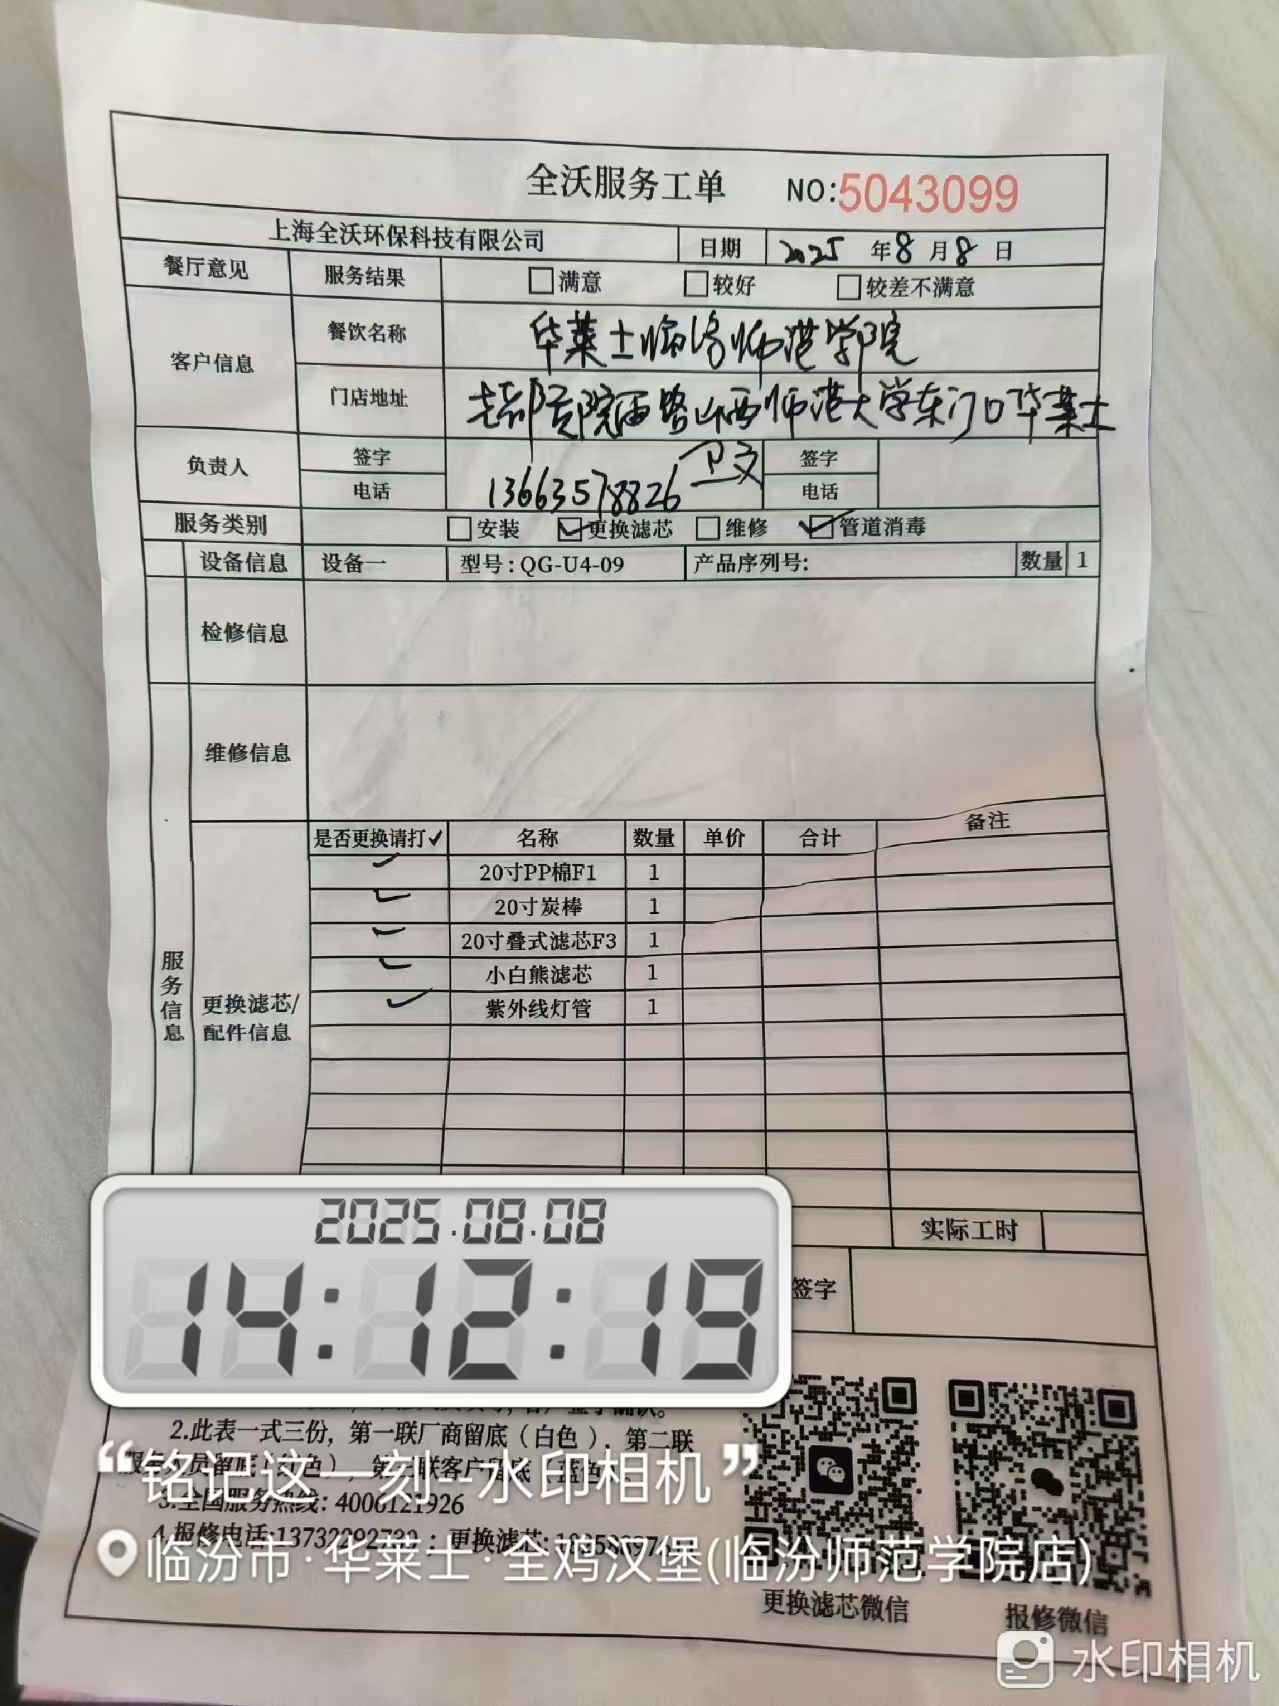 全沃服务工单 NO:5043099
上海全沃环保科技有限公司 日期 2025 年 8 月 8 日
餐厅意见 服务结果 □满意 □较好 □较差不满意
客户信息 餐饮名称 华莱士临汾师范学院
门店地址 西路山西师范大学东门口华莱士
负责人 签字 卫文 签字
电话 13663578826 电话
服务类别 □安装 ☑更换滤芯 □维修 ☑管道消毒
设备信息 设备一 型号:QG-U4-09 产品序列号: 数量 1
检修信息
维修信息
服务信息
更换滤芯/配件信息
是否更换请打✓ 名称 数量 单价 合计 备注
✓ 20寸PP棉F1 1
✓ 20寸炭棒 1
✓ 20寸叠式滤芯F3 1
✓ 小白熊滤芯 1
✓ 紫外线灯管 1
实际工时
签字
2025.08.08
14:12:19
2.此表一式三份，第一联厂商留底（白色），第二联
“铭记这一刻--水印相机”
3.全国服务热线: 4006121926
4.报修电话: 更换滤芯:
临汾市·华莱士·全鸡汉堡(临汾师范学院店)
更换滤芯微信 报修微信
水印相机